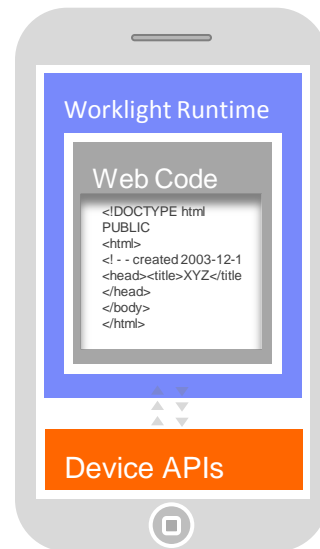 Worklight Runtime
Web Code
<!DOCTYPE html
PUBLIC
<html>
<! - - created 2003-12-1
<head><title>XYZ</title
</head>
</body>
</html>
Device APIs